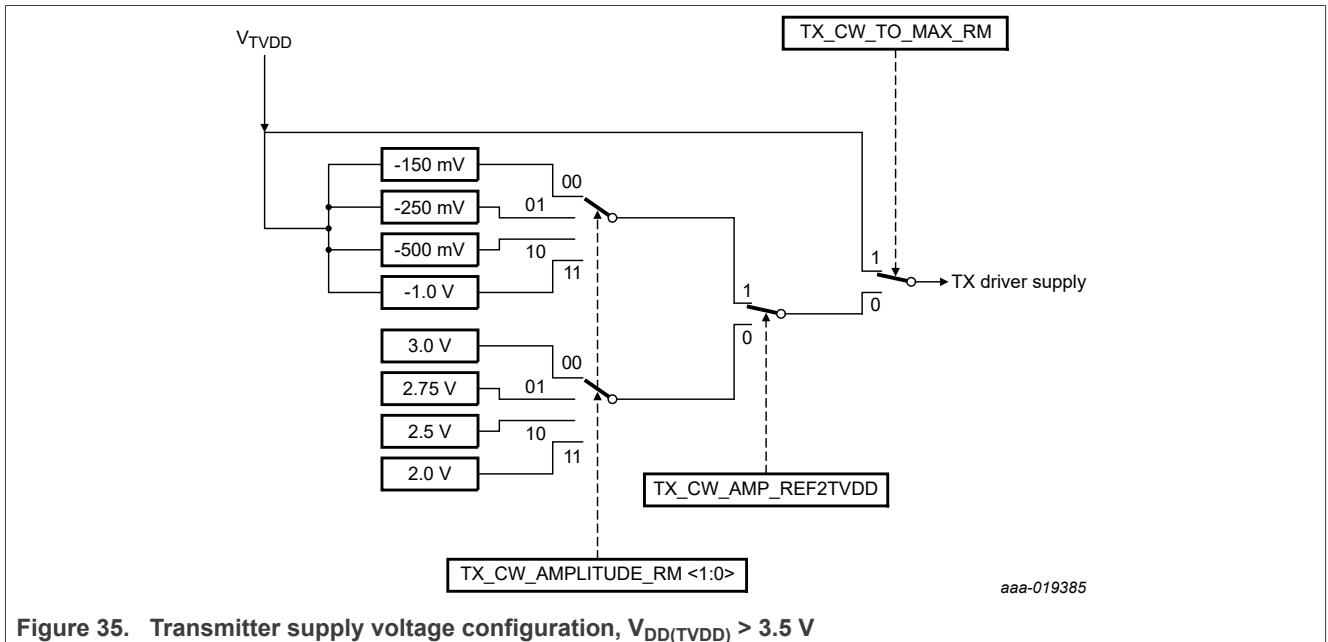 VTVDD
TX_CW_TO_MAX_RM
-150 mV
-250 mV
-500 mV
-1.0 V
00
01
10
11
1
0
1
0
TX driver supply
3.0 V
2.75 V
2.5 V
2.0 V
00
01
10
11
TX_CW_AMP_REF2TVDD
TX_CW_AMPLITUDE_RM <1:0>
aaa-019385
Figure 35. Transmitter supply voltage configuration, VDD(TVDD) > 3.5 V